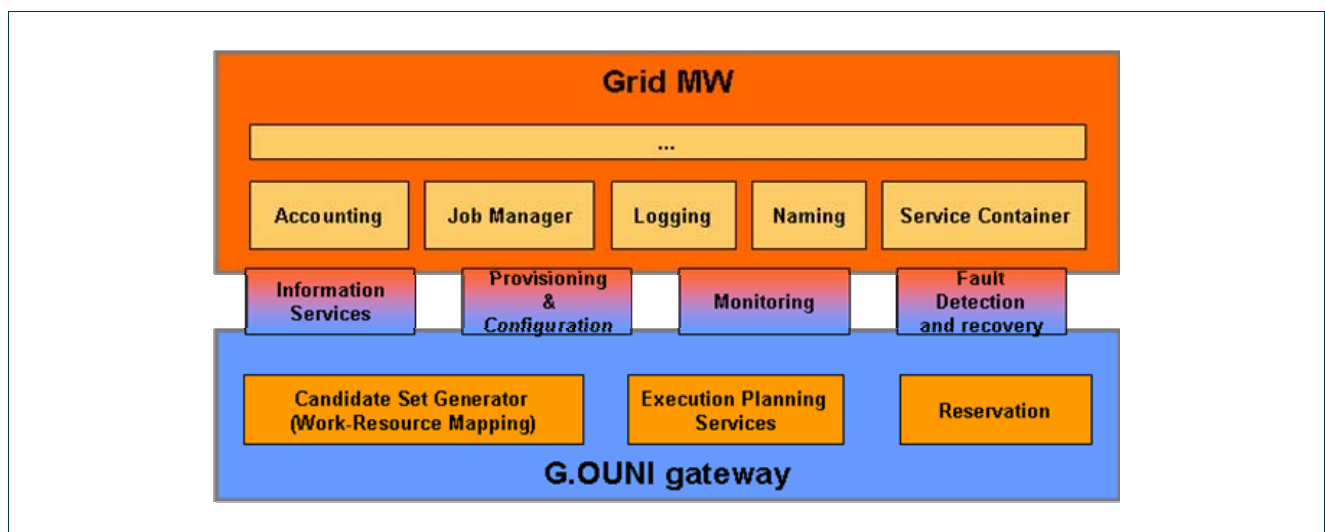 Grid MW
...
Accounting
Job Manager
Logging
Naming
Service Container
Information
Services
Provisioning
&
Configuration
Monitoring
Fault
Detection
and recovery
Candidate Set Generator
(Work-Resource Mapping)
Execution Planning
Services
Reservation
G.OUNI gateway